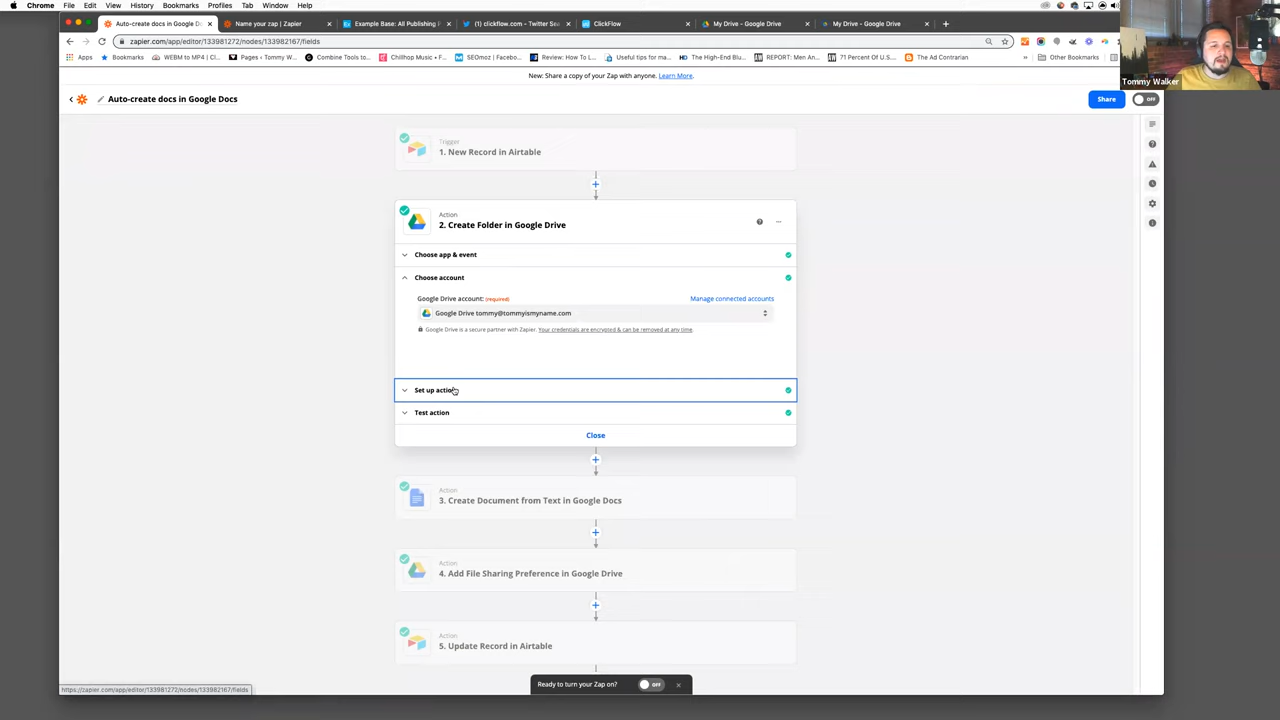 Chrome File Edit View History Bookmarks Profiles Tab Window Help
Auto-create docs in Google D
Name your zap | Zapier
Example Base: All Publishing P
(1) clickflow.com - Twitter Sea
ClickFlow
My Drive - Google Drive
My Drive - Google Drive
zapier.com/app/editor/133981272/nodes/133982167/fields
Apps
Bookmarks
WEBM to MP4 |...
Pages ‹ Tommy W...
Combine Tools to...
Chillhop Music • F...
SEOmoz | Google...
Review: How To L...
Useful tips for ma...
The High-End Blu...
REPORT: Men An...
71 Percent Of U.S...
The Ad Contrarian
Other Bookmarks
Tommy Walker
New: Share a copy of your Zap with anyone. Learn More.
Auto-create docs in Google Docs
Share
OFF
Trigger
1. New Record in Airtable
Action
2. Create Folder in Google Drive
Choose app & event
Choose account
Google Drive account: (required)
Manage connected accounts
Google Drive tommy@tommyismyname.com
Google Drive is a secure partner with Zapier. Your credentials are encrypted & can be removed at any time.
Set up action
Test action
Close
Action
3. Create Document from Text in Google Docs
Action
4. Add File Sharing Preference in Google Drive
Action
5. Update Record in Airtable
Ready to turn your Zap on?
OFF
https://zapier.com/app/editor/133981272/nodes/133982167/fields